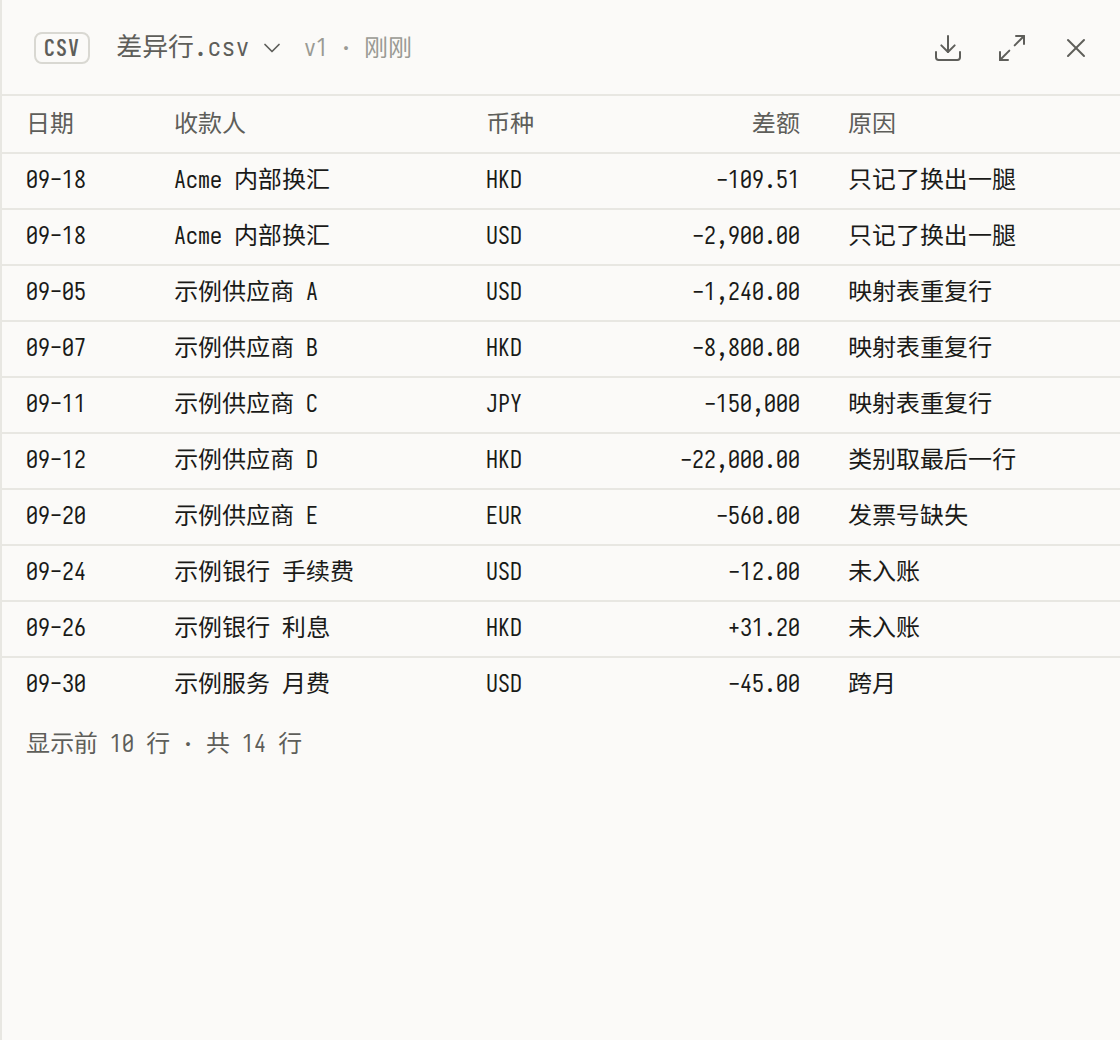 CSV 差异行.csv v1 · 刚刚
日期 收款人 币种 差额 原因
09-18 Acme 内部换汇 HKD -109.51 只记了换出一腿
09-18 Acme 内部换汇 USD -2,900.00 只记了换出一腿
09-05 示例供应商 A USD -1,240.00 映射表重复行
09-07 示例供应商 B HKD -8,800.00 映射表重复行
09-11 示例供应商 C JPY -150,000 映射表重复行
09-12 示例供应商 D HKD -22,000.00 类别取最后一行
09-20 示例供应商 E EUR -560.00 发票号缺失
09-24 示例银行 手续费 USD -12.00 未入账
09-26 示例银行 利息 HKD +31.20 未入账
09-30 示例服务 月费 USD -45.00 跨月
显示前 10 行 · 共 14 行